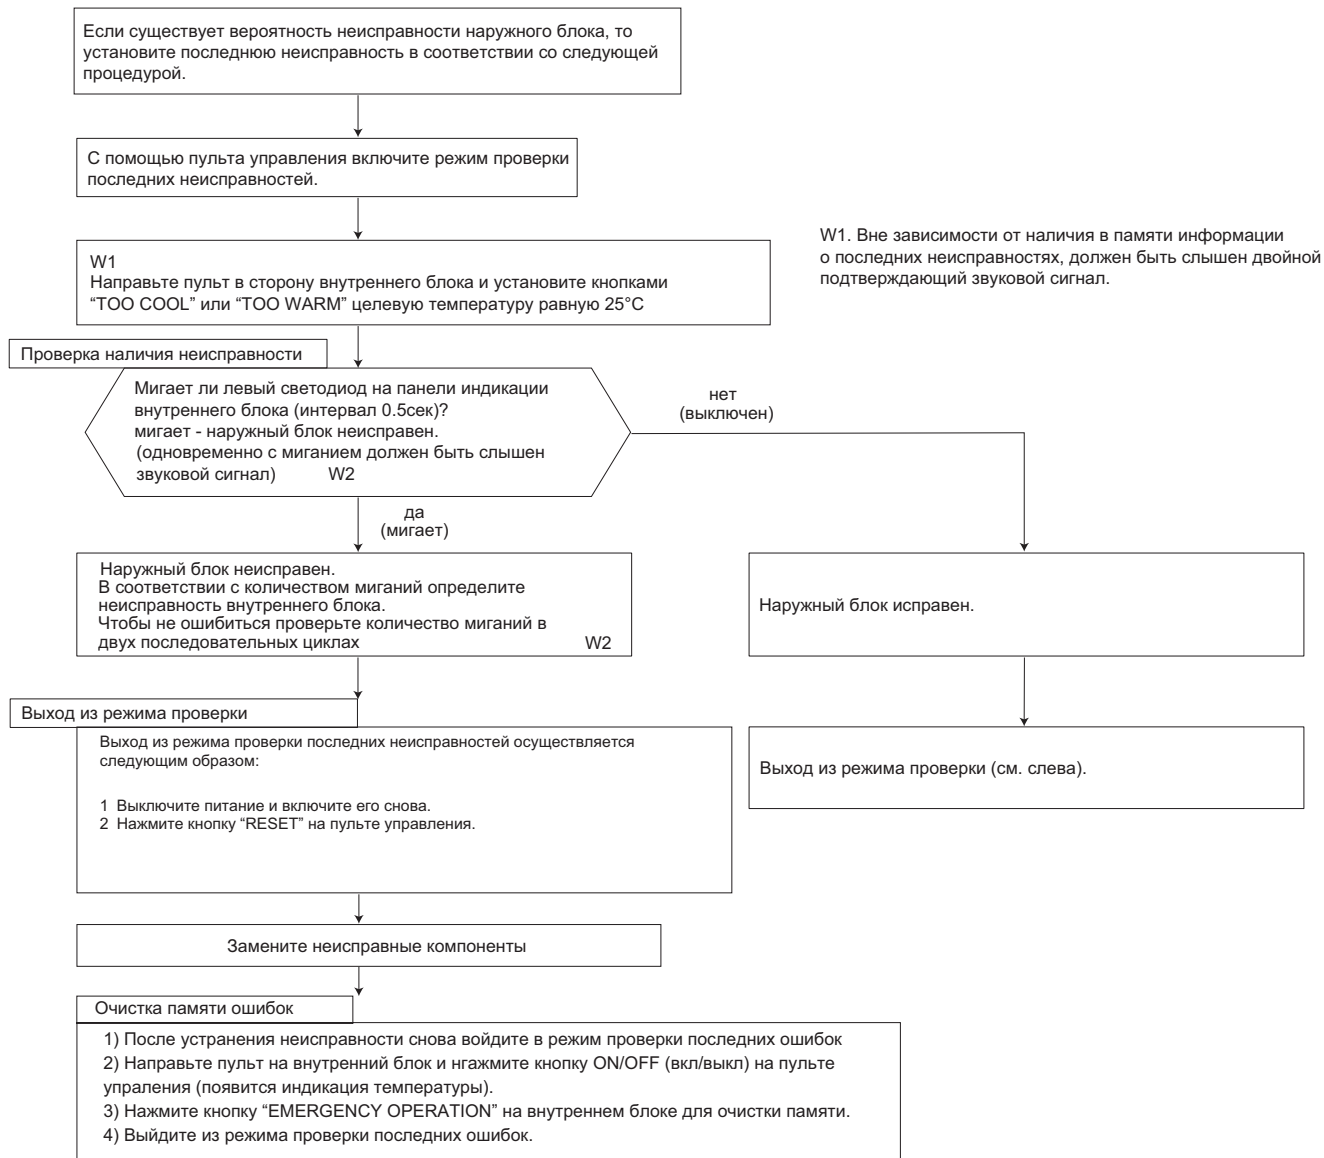 Если существует вероятность неисправности наружного блока, то
установите последнюю неисправность в соответствии со следующей
процедурой.
С помощью пульта управления включите режим проверки
последних неисправностей.
W1
Направьте пульт в сторону внутреннего блока и установите кнопками
“TOO COOL” или “TOO WARM” целевую температуру равную 25°C
W1. Вне зависимости от наличия в памяти информации
о последних неисправностях, должен быть слышен двойной
подтверждающий звуковой сигнал.
Проверка наличия неисправности
Мигает ли левый светодиод на панели индикации
внутреннего блока (интервал 0.5сек)?
мигает - наружный блок неисправен.
(одновременно с миганием должен быть слышен
звуковой сигнал) W2
нет
(выключен)
да
(мигает)
Наружный блок неисправен.
В соответствии с количеством миганий определите
неисправность внутреннего блока.
Чтобы не ошибиться проверьте количество миганий в
двух последовательных циклах W2
Наружный блок исправен.
Выход из режима проверки
Выход из режима проверки последних неисправностей осуществляется
следующим образом:
1 Выключите питание и включите его снова.
2 Нажмите кнопку “RESET” на пульте управления.
Выход из режима проверки (см. слева).
Замените неисправные компоненты
Очистка памяти ошибок
1) После устранения неисправности снова войдите в режим проверки последних ошибок
2) Направьте пульт на внутренний блок и нгажмите кнопку ON/OFF (вкл/выкл) на пульте
упраления (появится индикация температуры).
3) Нажмите кнопку “EMERGENCY OPERATION” на внутреннем блоке для очистки памяти.
4) Выйдите из режима проверки последних ошибок.